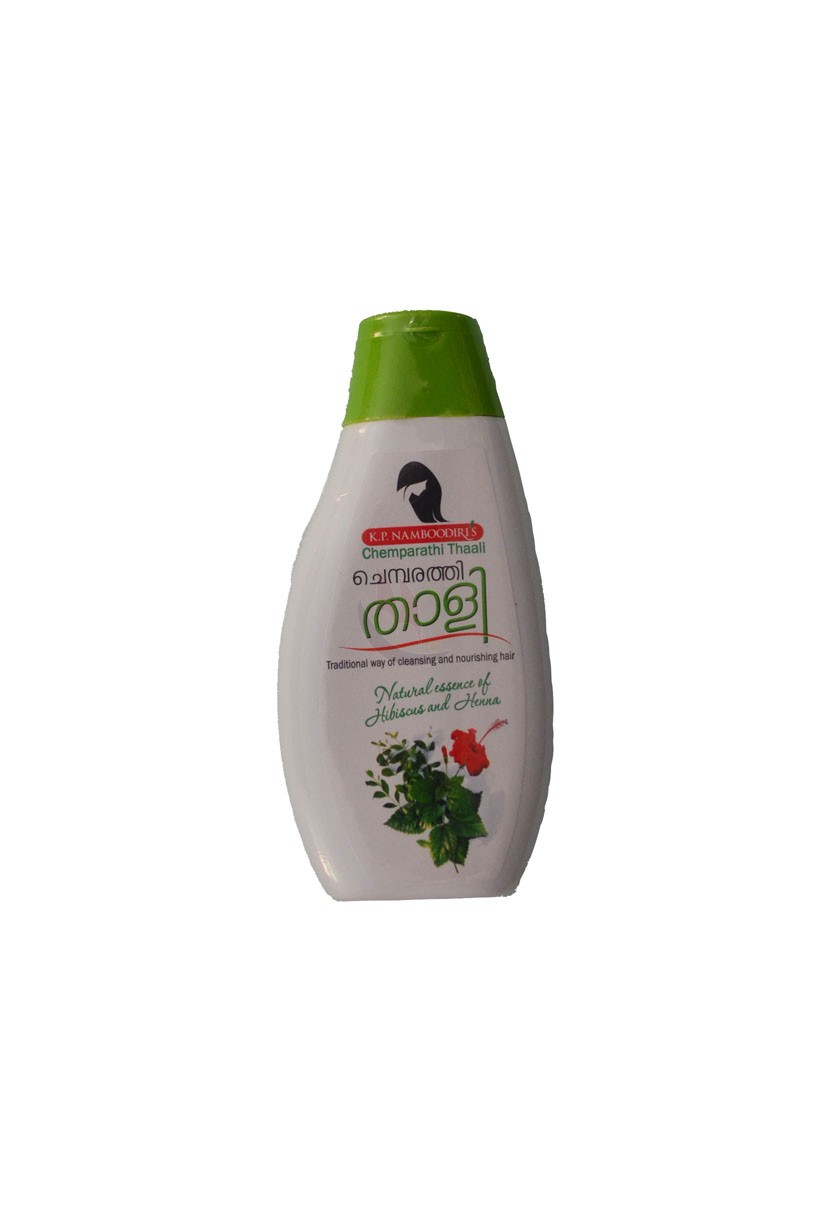 K.P. NAMBOODIRI'S
Chemparathi Thaali
ചെമ്പരത്തി
താളി
Traditional way of cleansing and nourishing hair
Natural essence of
Hibiscus and Henna